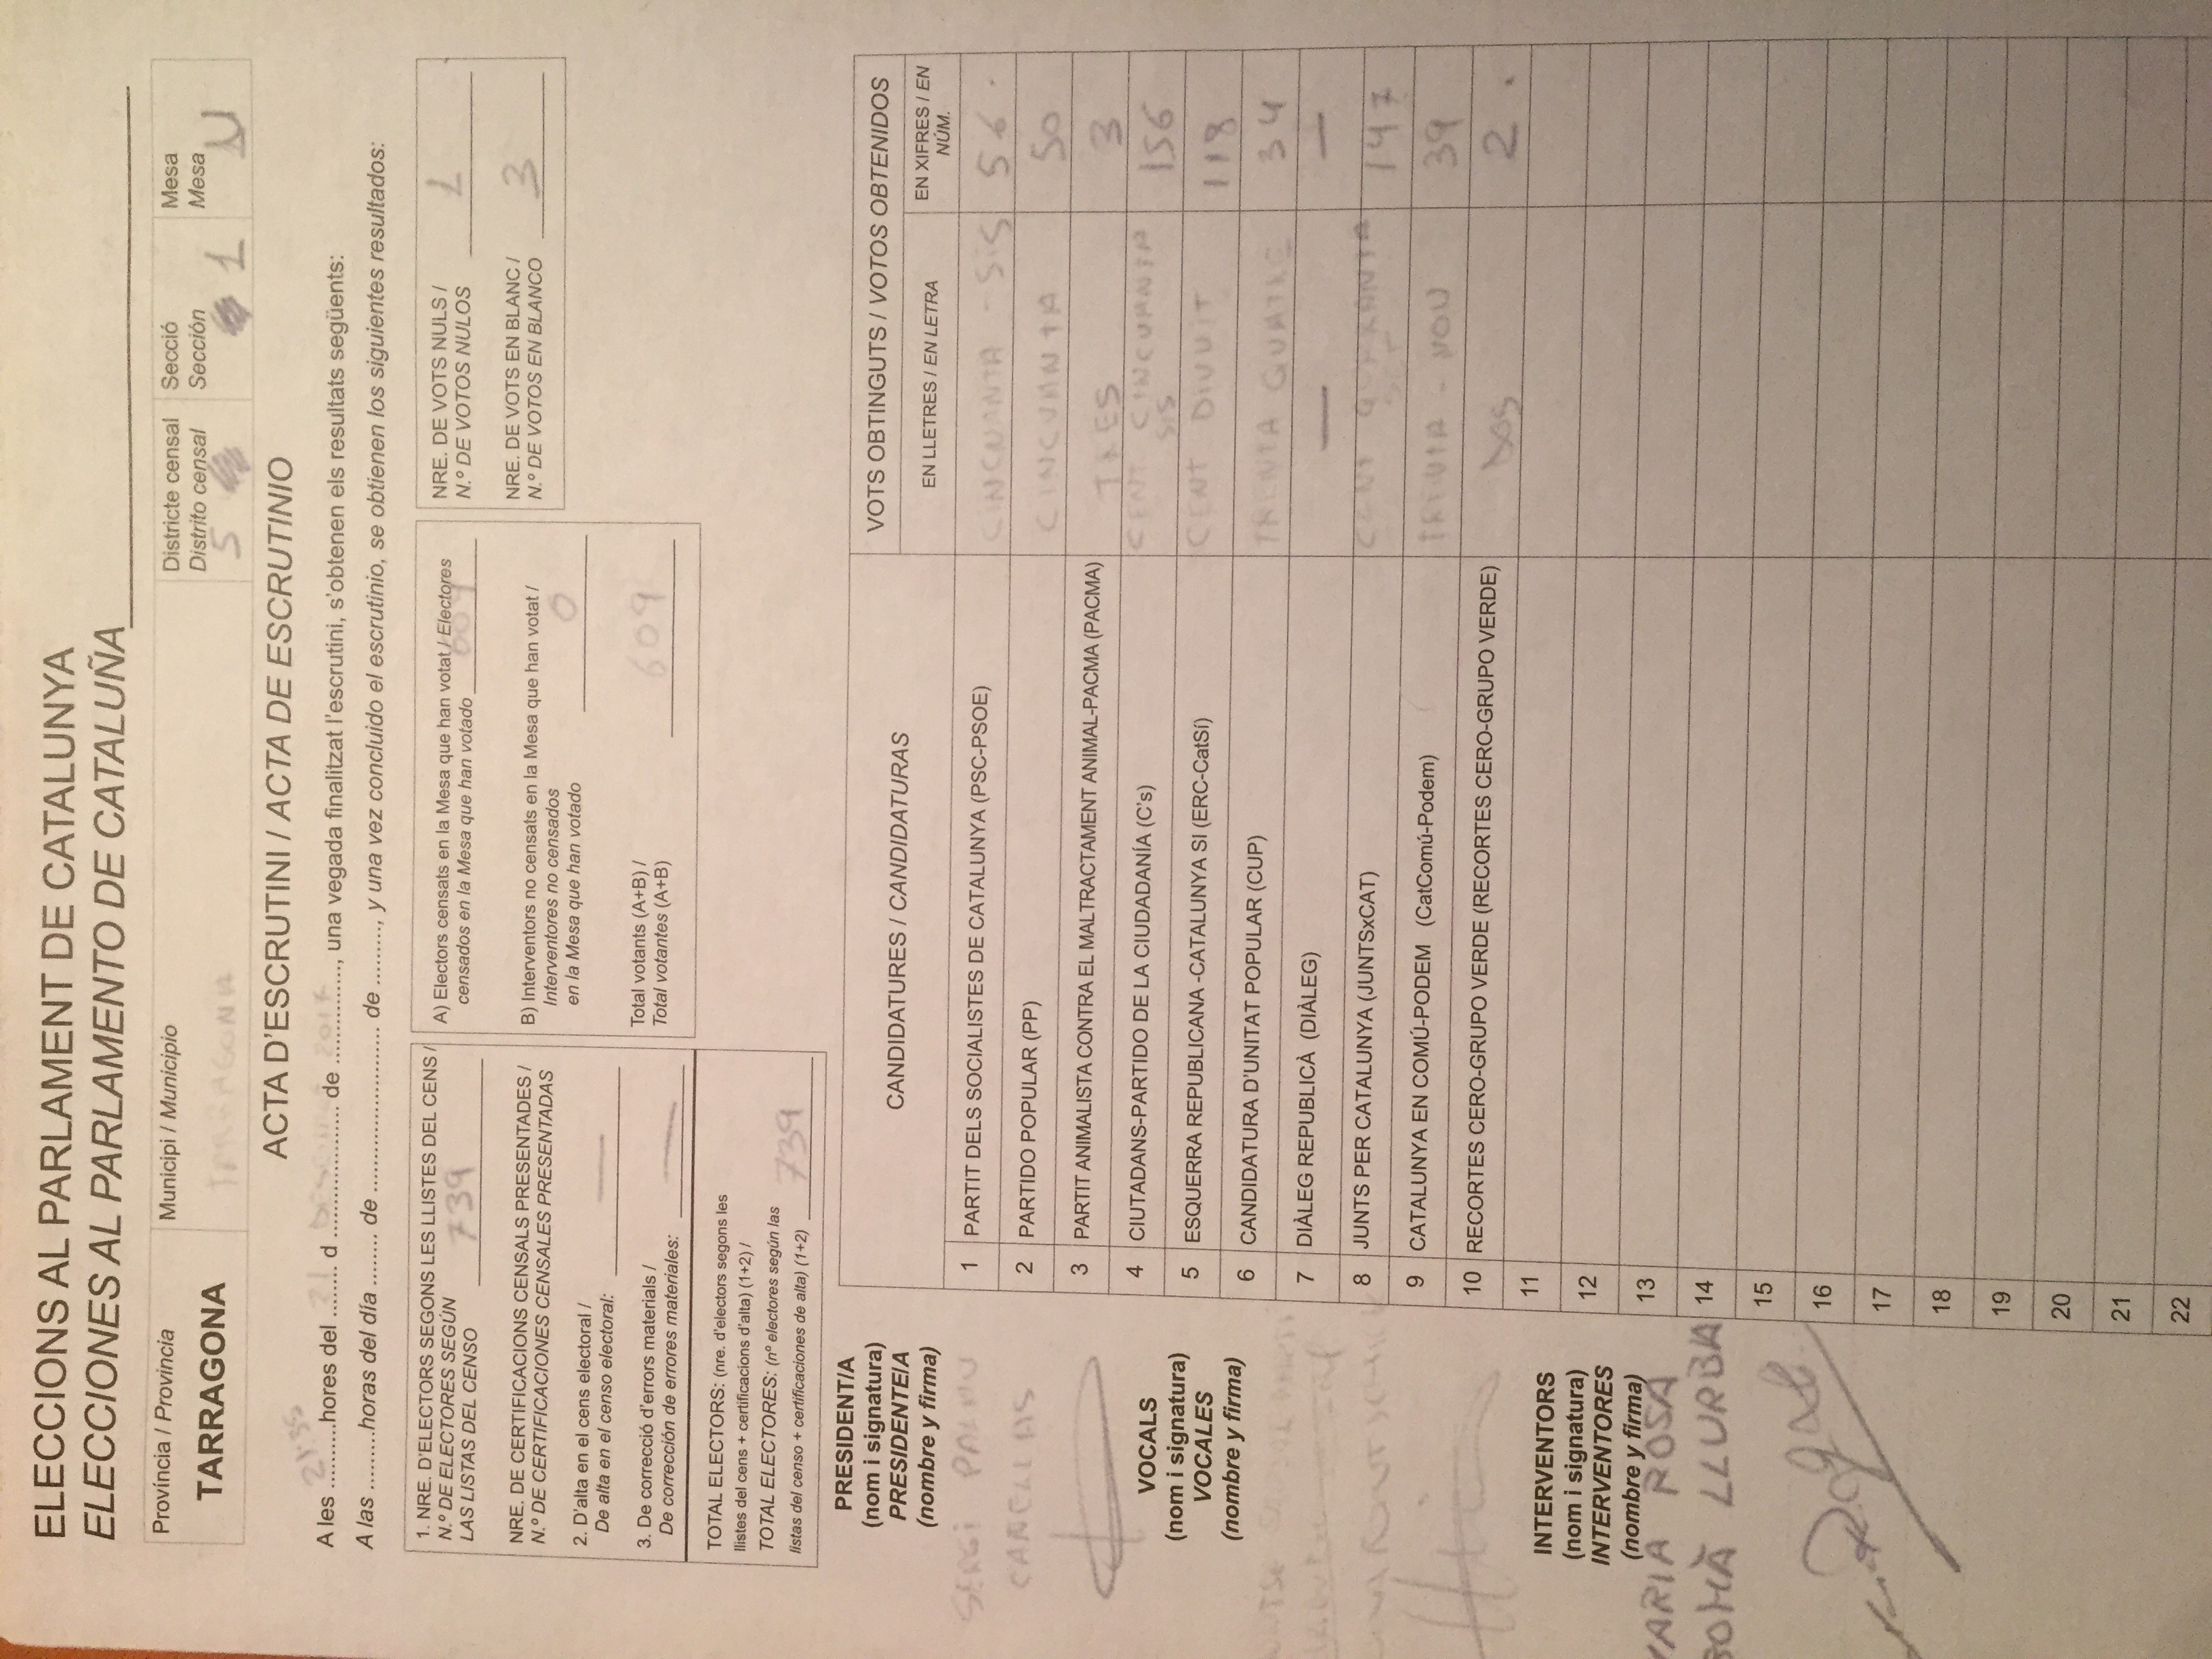 ELECCIONS AL PARLAMENT DE CATALUNYA
ELECCIONES AL PARLAMENTO DE CATALUÑA
Província / Provincia
TARRAGONA
Municipi / Municipio
TARRAGONA
Districte censal
Distrito censal
5
Secció
Sección
1
Mesa
Mesa
U
ACTA D'ESCRUTINI / ACTA DE ESCRUTINIO
21:35
A les ..........hores del 21 d DESEMBRE de 2017, una vegada finalitzat l'escrutini, s'obtenen els resultats següents:
A las .........horas del día ........ de .......................... de ........., y una vez concluido el escrutinio, se obtienen los siguientes resultados:
1. NRE. D'ELECTORS SEGONS LES LLISTES DEL CENS /
N.º DE ELECTORES SEGÚN
LAS LISTAS DEL CENSO 739
NRE. DE CERTIFICACIONS CENSALS PRESENTADES /
N.º DE CERTIFICACIONES CENSALES PRESENTADAS
2. D'alta en el cens electoral /
De alta en el censo electoral: —
3. De correcció d'errors materials /
De corrección de errores materiales: —
TOTAL ELECTORS: (nre. d'electors segons les
llistes del cens + certificacions d'alta) (1+2) /
TOTAL ELECTORES: (nº electores según las
listas del censo + certificaciones de alta) (1+2) 739
A) Electors censats en la Mesa que han votat / Electores
censados en la Mesa que han votado 609
B) Interventors no censats en la Mesa que han votat /
Interventores no censados
en la Mesa que han votado 0
Total votants (A+B) /
Total votantes (A+B) 609
NRE. DE VOTS NULS /
N.º DE VOTOS NULOS 1
NRE. DE VOTS EN BLANC /
N.º DE VOTOS EN BLANCO 3
PRESIDENT/A
(nom i signatura)
PRESIDENTE/A
(nombre y firma)
SERGI PALAU
CANELLAS
VOCALS
(nom i signatura)
VOCALES
(nombre y firma)
INTERVENTORS
(nom i signatura)
INTERVENTORES
(nombre y firma)
MARIA ROSA
LLURBA
CANDIDATURES / CANDIDATURAS
VOTS OBTINGUTS / VOTOS OBTENIDOS
EN LLETRES / EN LETRA
EN XIFRES / EN
NÚM.
1 PARTIT DELS SOCIALISTES DE CATALUNYA (PSC-PSOE) CINCUANTA - SIS 56
2 PARTIDO POPULAR (PP) CINCUANTA 50
3 PARTIT ANIMALISTA CONTRA EL MALTRACTAMENT ANIMAL-PACMA (PACMA) TRES 3
4 CIUTADANS-PARTIDO DE LA CIUDADANÍA (C's) CENT CINCUANTA SIS 156
5 ESQUERRA REPUBLICANA -CATALUNYA SI (ERC-CatSí) CENT DIVUIT 118
6 CANDIDATURA D'UNITAT POPULAR (CUP) TRENTA QUATRE 34
7 DIÀLEG REPUBLICÀ (DIÀLEG) — —
8 JUNTS PER CATALUNYA (JUNTSxCAT) CENT QUARANTA SET 147
9 CATALUNYA EN COMÚ-PODEM (CatComú-Podem) TRENTA - NOU 39
10 RECORTES CERO-GRUPO VERDE (RECORTES CERO-GRUPO VERDE) DOS 2
11
12
13
14
15
16
17
18
19
20
21
22